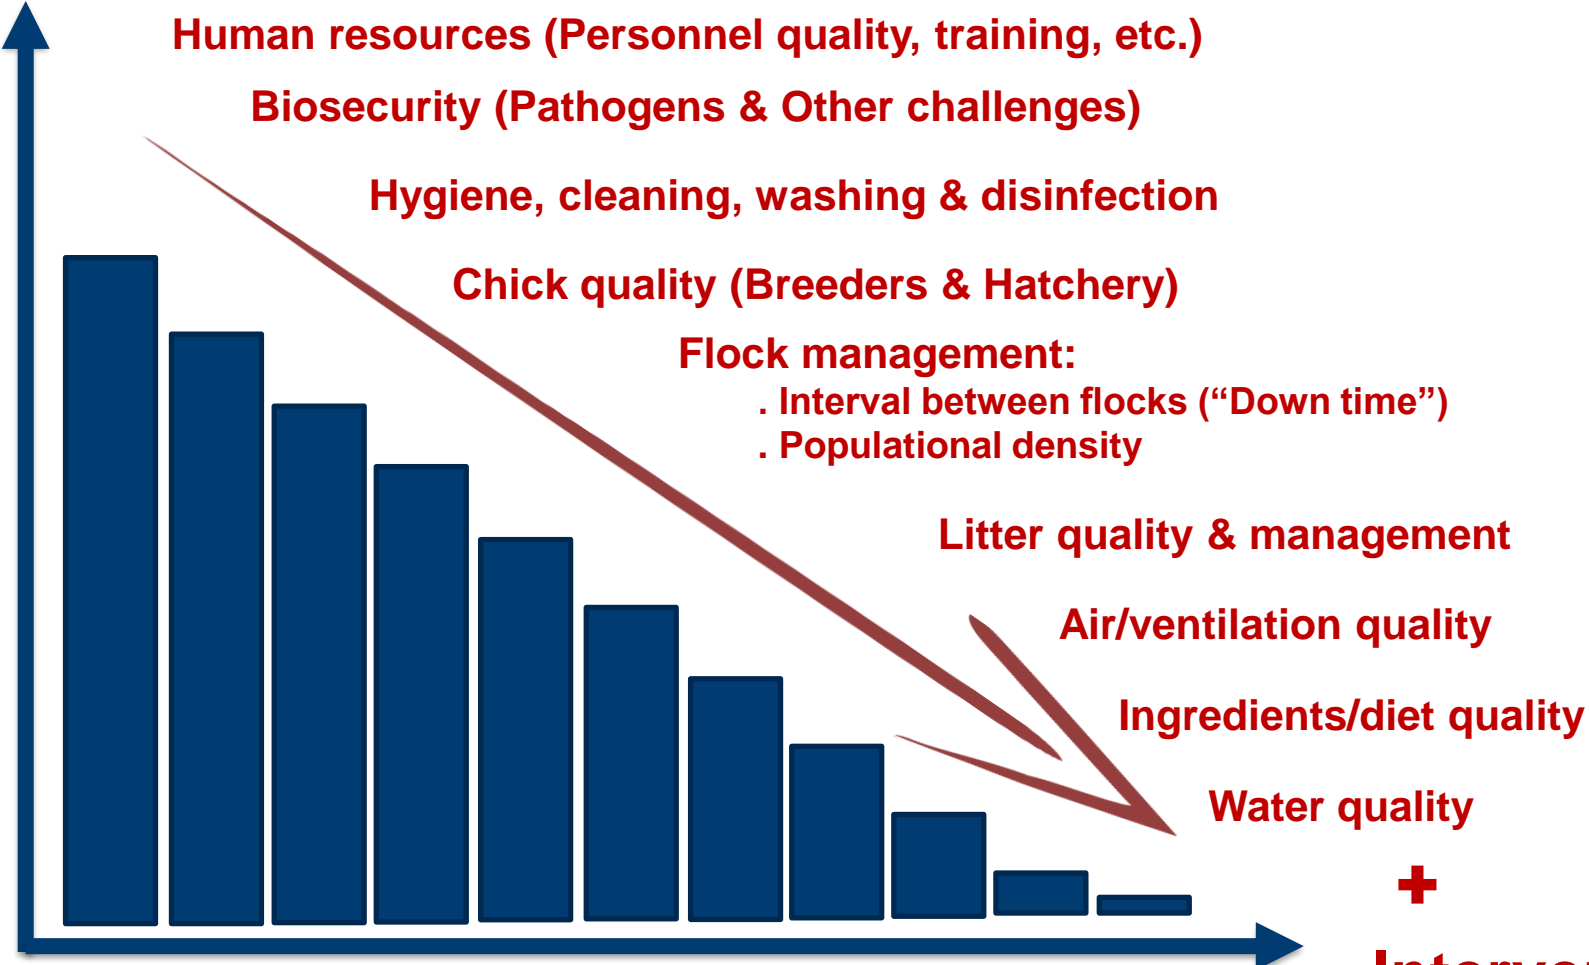 Human resources (Personnel quality, training, etc.)
Biosecurity (Pathogens & Other challenges)
Hygiene, cleaning, washing & disinfection
Chick quality (Breeders & Hatchery)
Flock management:
. Interval between flocks (“Down time”)
. Populational density
Litter quality & management
Air/ventilation quality
Ingredients/diet quality
Water quality
+